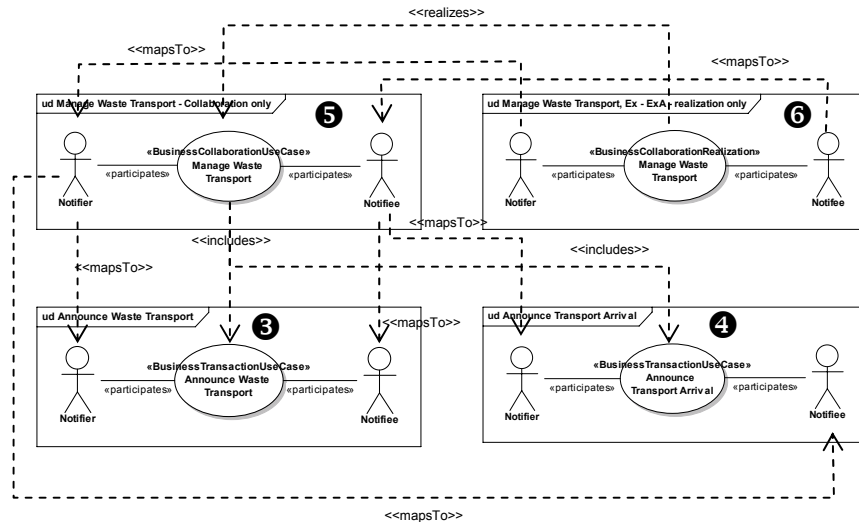 <<realizes>>
<<mapsTo>>
<<mapsTo>>
ud Manage Waste Transport - Collaboration only
5
«BusinessCollaborationUseCase»
Manage Waste
Transport
«participates»
«participates»
Notifier
Notifiee
ud Manage Waste Transport, Ex - ExA - realization only
6
«BusinessCollaborationRealization»
Manage Waste
Transport
«participates»
«participates»
Notifer
Notifee
<<mapsTo>>
<<includes>>
<<includes>>
<<mapsTo>>
<<mapsTo>>
ud Announce Waste Transport
3
«BusinessTransactionUseCase»
Announce Waste
Transport
«participates»
«participates»
Notifier
Notifiee
ud Announce Transport Arrival
4
«BusinessTransactionUseCase»
Announce
Transport Arrival
«participates»
«participates»
Notifier
Notifiee
<<mapsTo>>